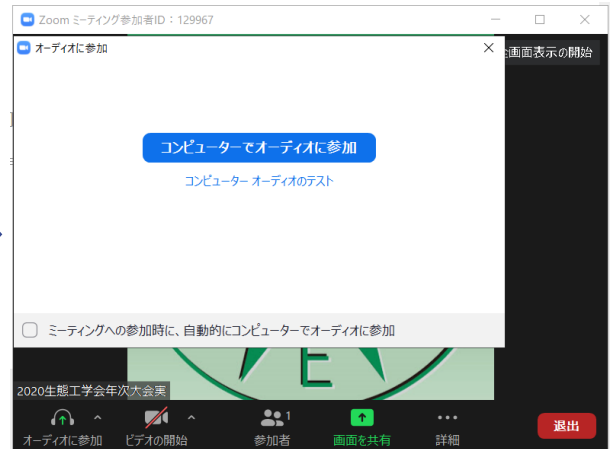 Zoom ミーティング参加者ID：129967
オーディオに参加
全画面表示の開始
コンピューターでオーディオに参加
コンピューター オーディオのテスト
ミーティングへの参加時に、自動的にコンピューターでオーディオに参加
E
2020生態工学会年次大会実
1
オーディオに参加
ビデオの開始
参加者
画面を共有
詳細
退出